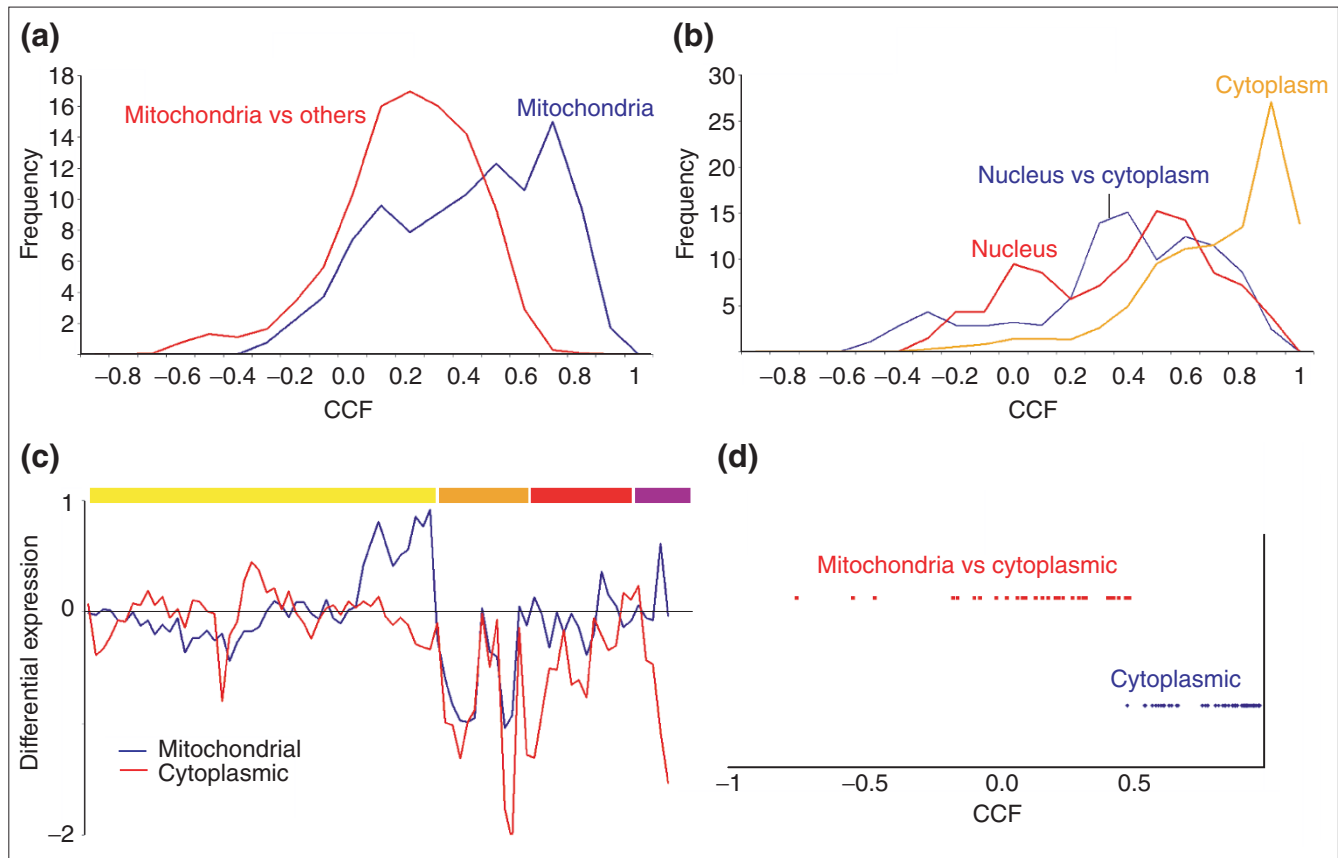 (a)
18
16
14
12
10
8
6
4
2
Frequency
Mitochondria vs others
Mitochondria
−0.8 −0.6 −0.4 −0.2 0.0 0.2 0.4 0.6 0.8 1
CCF
(b)
30
25
20
15
10
5
Frequency
Cytoplasm
Nucleus vs cytoplasm
Nucleus
−0.8 −0.6 −0.4 −0.2 0.0 0.2 0.4 0.6 0.8 1
CCF
(c)
1
0
−2
Differential expression
Mitochondrial
Cytoplasmic
(d)
Mitochondria vs cytoplasmic
Cytoplasmic
−1 −0.5 0.0 0.5
CCF